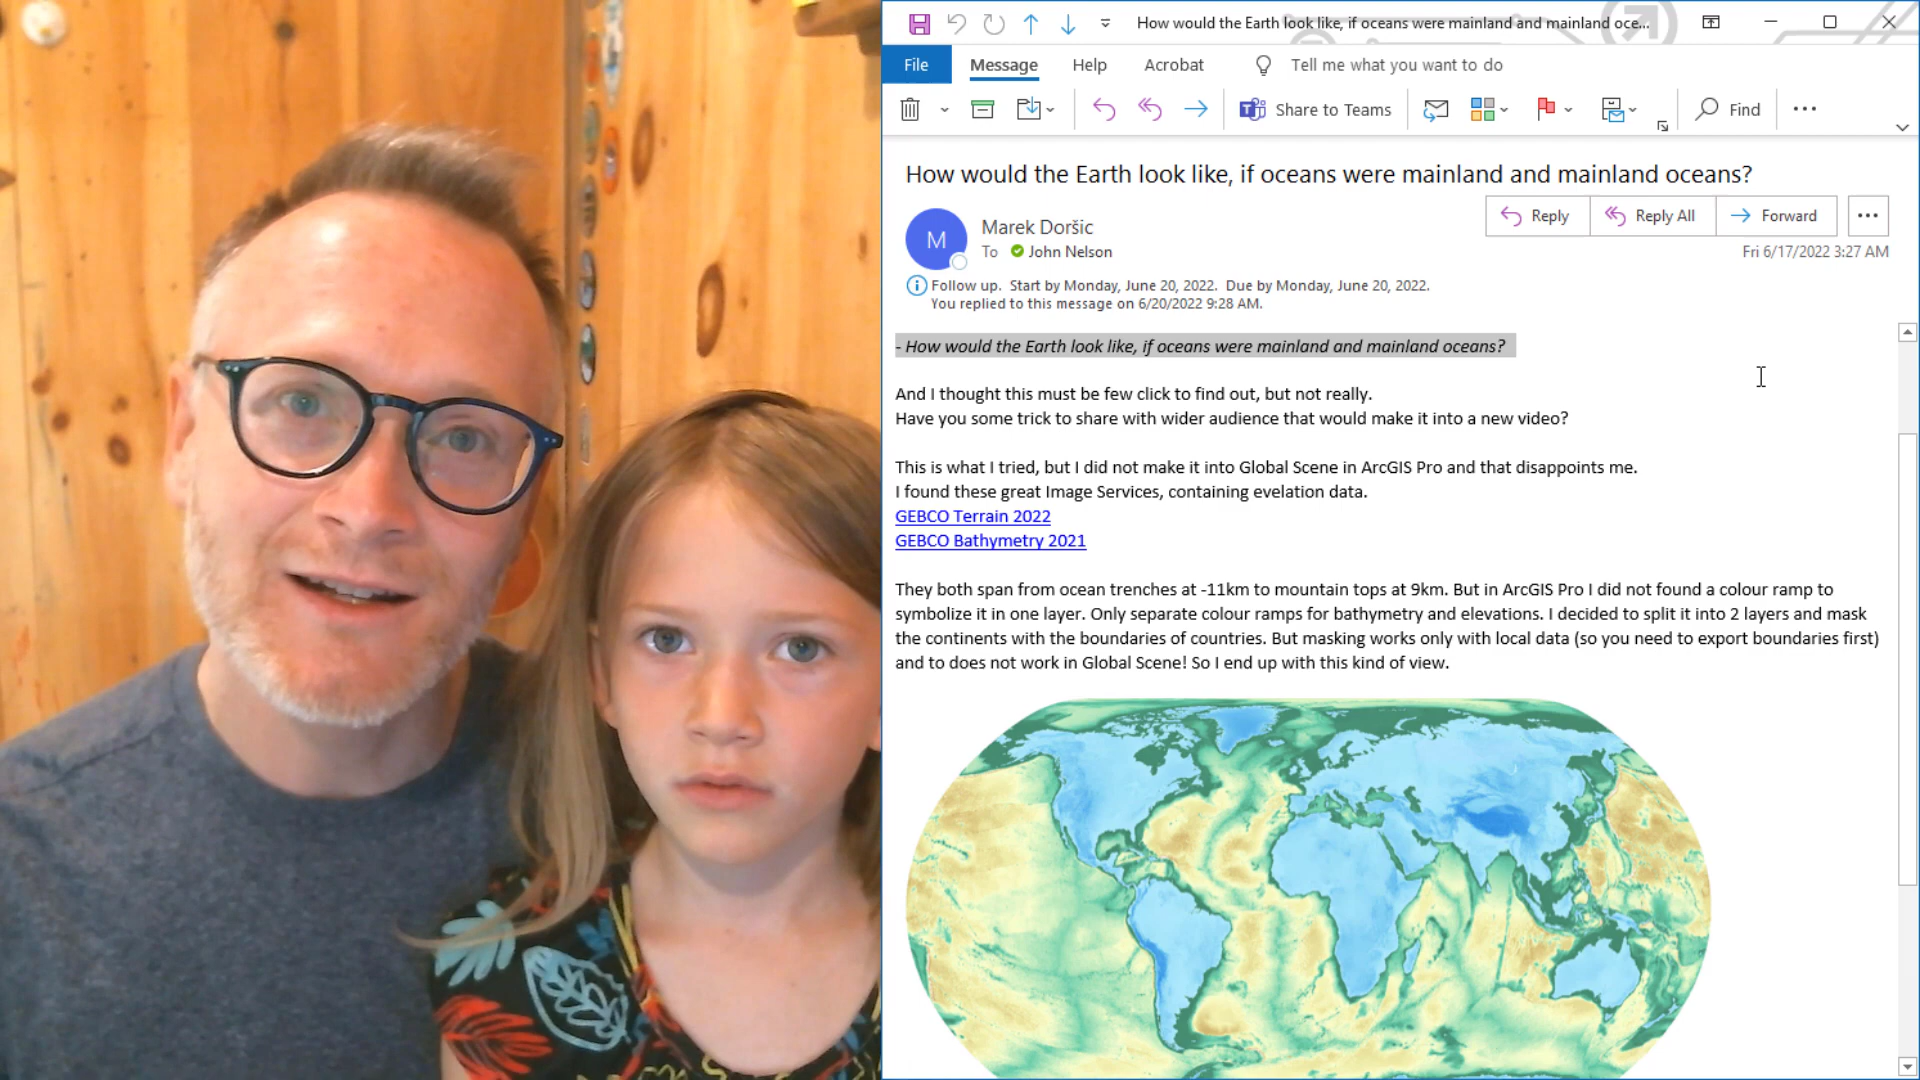 How would the Earth look like, if oceans were mainland and mainland oce...
File Message Help Acrobat Tell me what you want to do
Share to Teams Find
How would the Earth look like, if oceans were mainland and mainland oceans?
M
Marek Doršic
Reply Reply All Forward
To John Nelson
Fri 6/17/2022 3:27 AM
Follow up. Start by Monday, June 20, 2022. Due by Monday, June 20, 2022.
You replied to this message on 6/20/2022 9:28 AM.
- How would the Earth look like, if oceans were mainland and mainland oceans?
And I thought this must be few click to find out, but not really.
Have you some trick to share with wider audience that would make it into a new video?
This is what I tried, but I did not make it into Global Scene in ArcGIS Pro and that disappoints me.
I found these great Image Services, containing evelation data.
GEBCO Terrain 2022
GEBCO Bathymetry 2021
They both span from ocean trenches at -11km to mountain tops at 9km. But in ArcGIS Pro I did not found a colour ramp to
symbolize it in one layer. Only separate colour ramps for bathymetry and elevations. I decided to split it into 2 layers and mask
the continents with the boundaries of countries. But masking works only with local data (so you need to export boundaries first)
and to does not work in Global Scene! So I end up with this kind of view.